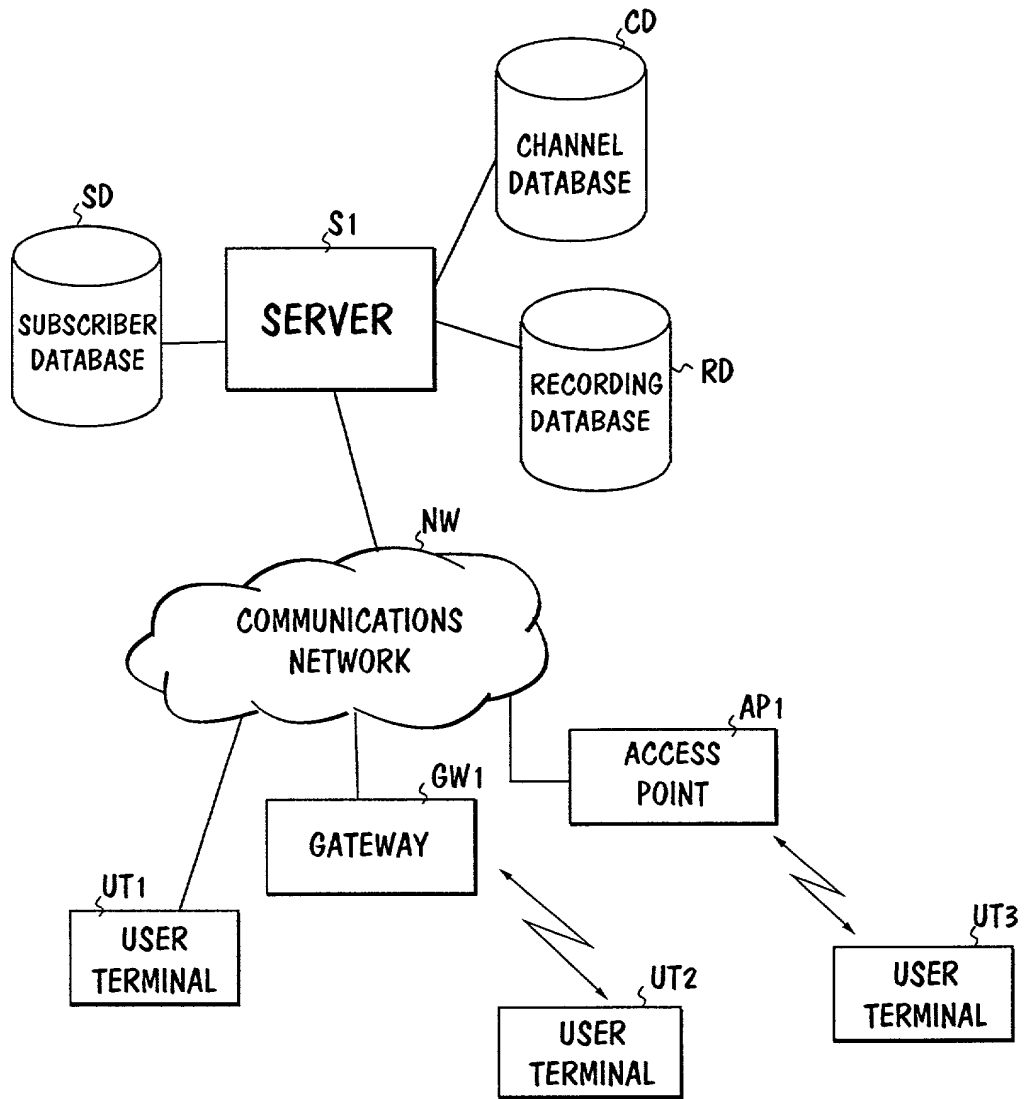 CD
CHANNEL
DATABASE
SD
S1
SUBSCRIBER
DATABASE
SERVER
RECORDING
DATABASE
RD
NW
COMMUNICATIONS
NETWORK
AP1
ACCESS
POINT
GW1
GATEWAY
UT1
USER
TERMINAL
UT2
USER
TERMINAL
UT3
USER
TERMINAL